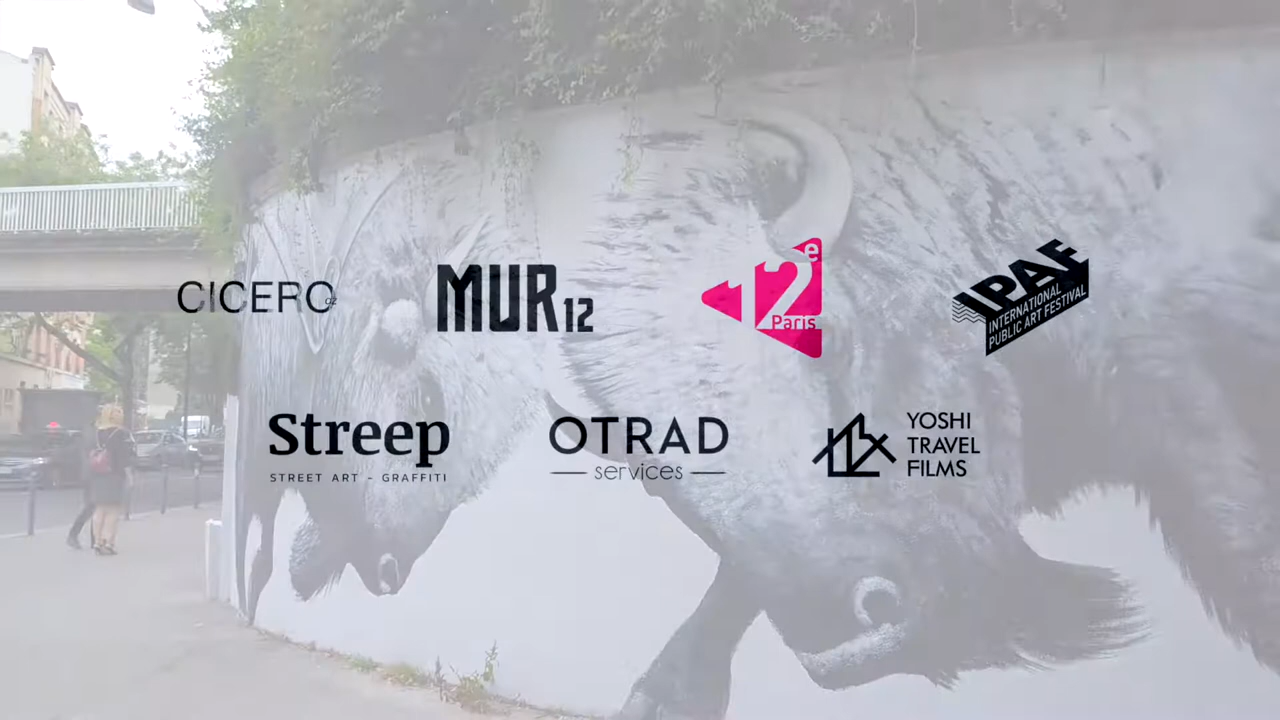 CICERO
MUR12
12e
Paris
IPAF
INTERNATIONAL
PUBLIC ART FESTIVAL
Streep
STREET ART - GRAFFITI
OTRAD
services
YOSHI
TRAVEL
FILMS